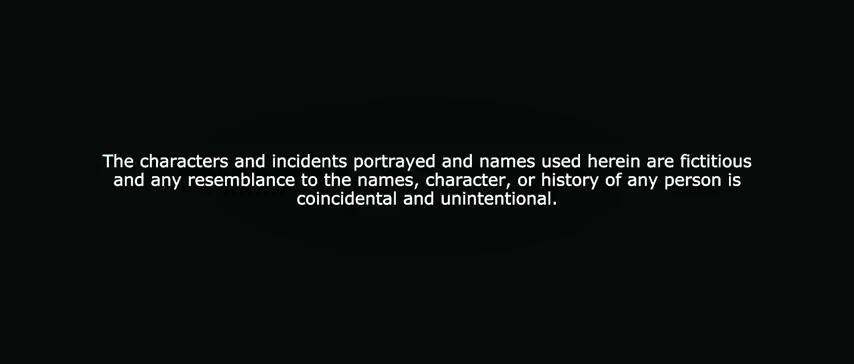 The characters and incidents portrayed and names used herein are fictitious
and any resemblance to the names, character, or history of any person is
coincidental and unintentional.